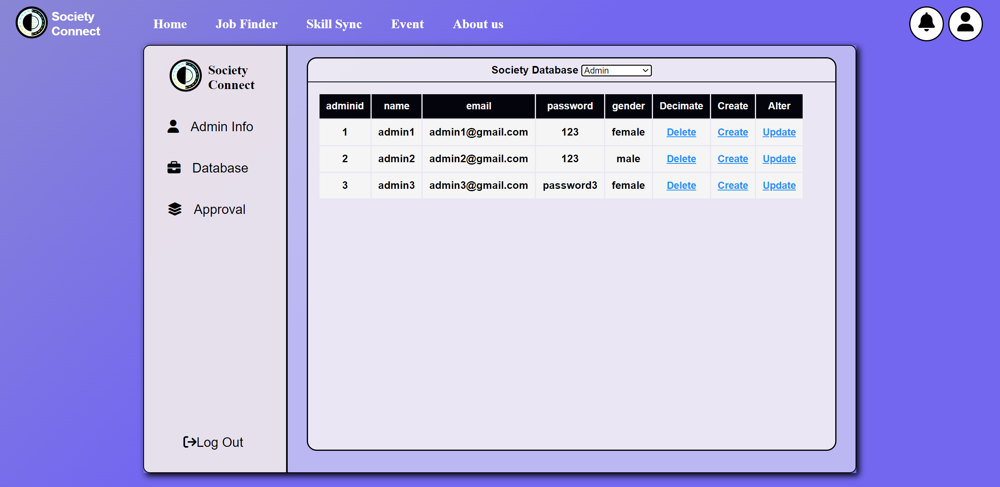 Society
Connect
Home Job Finder Skill Sync Event About us
Society
Connect
Admin Info
Database
Approval
Log Out
Society Database Admin
adminid name email password gender Decimate Create Alter
1 admin1 admin1@gmail.com 123 female Delete Create Update
2 admin2 admin2@gmail.com 123 male Delete Create Update
3 admin3 admin3@gmail.com password3 female Delete Create Update